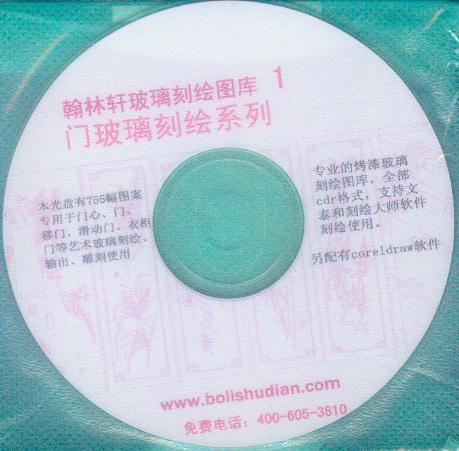 翰林轩玻璃刻绘图库 1
门玻璃刻绘系列
本光盘有755幅图案
专用于门心、门、
移门、滑动门、衣柜
门等艺术玻璃刻绘、
输出、雕刻使用
专业的烤漆玻璃
刻绘图库，全部
cdr格式，支持文
泰和刻绘大师软件
刻绘使用。
另配有coreldraw软件
www.bolishudian.com
免费电话：400-605-3810